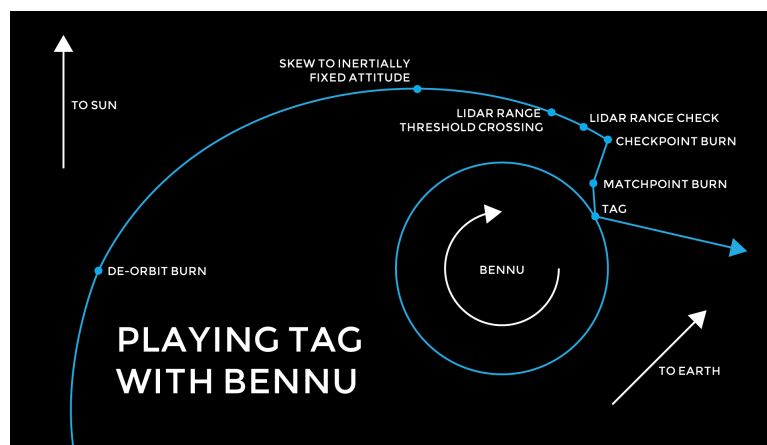 SKEW TO INERTIALLY
FIXED ATTITUDE
TO SUN
LIDAR RANGE
THRESHOLD CROSSING
LIDAR RANGE CHECK
CHECKPOINT BURN
MATCHPOINT BURN
TAG
DE-ORBIT BURN
BENNU
PLAYING TAG
WITH BENNU
TO EARTH